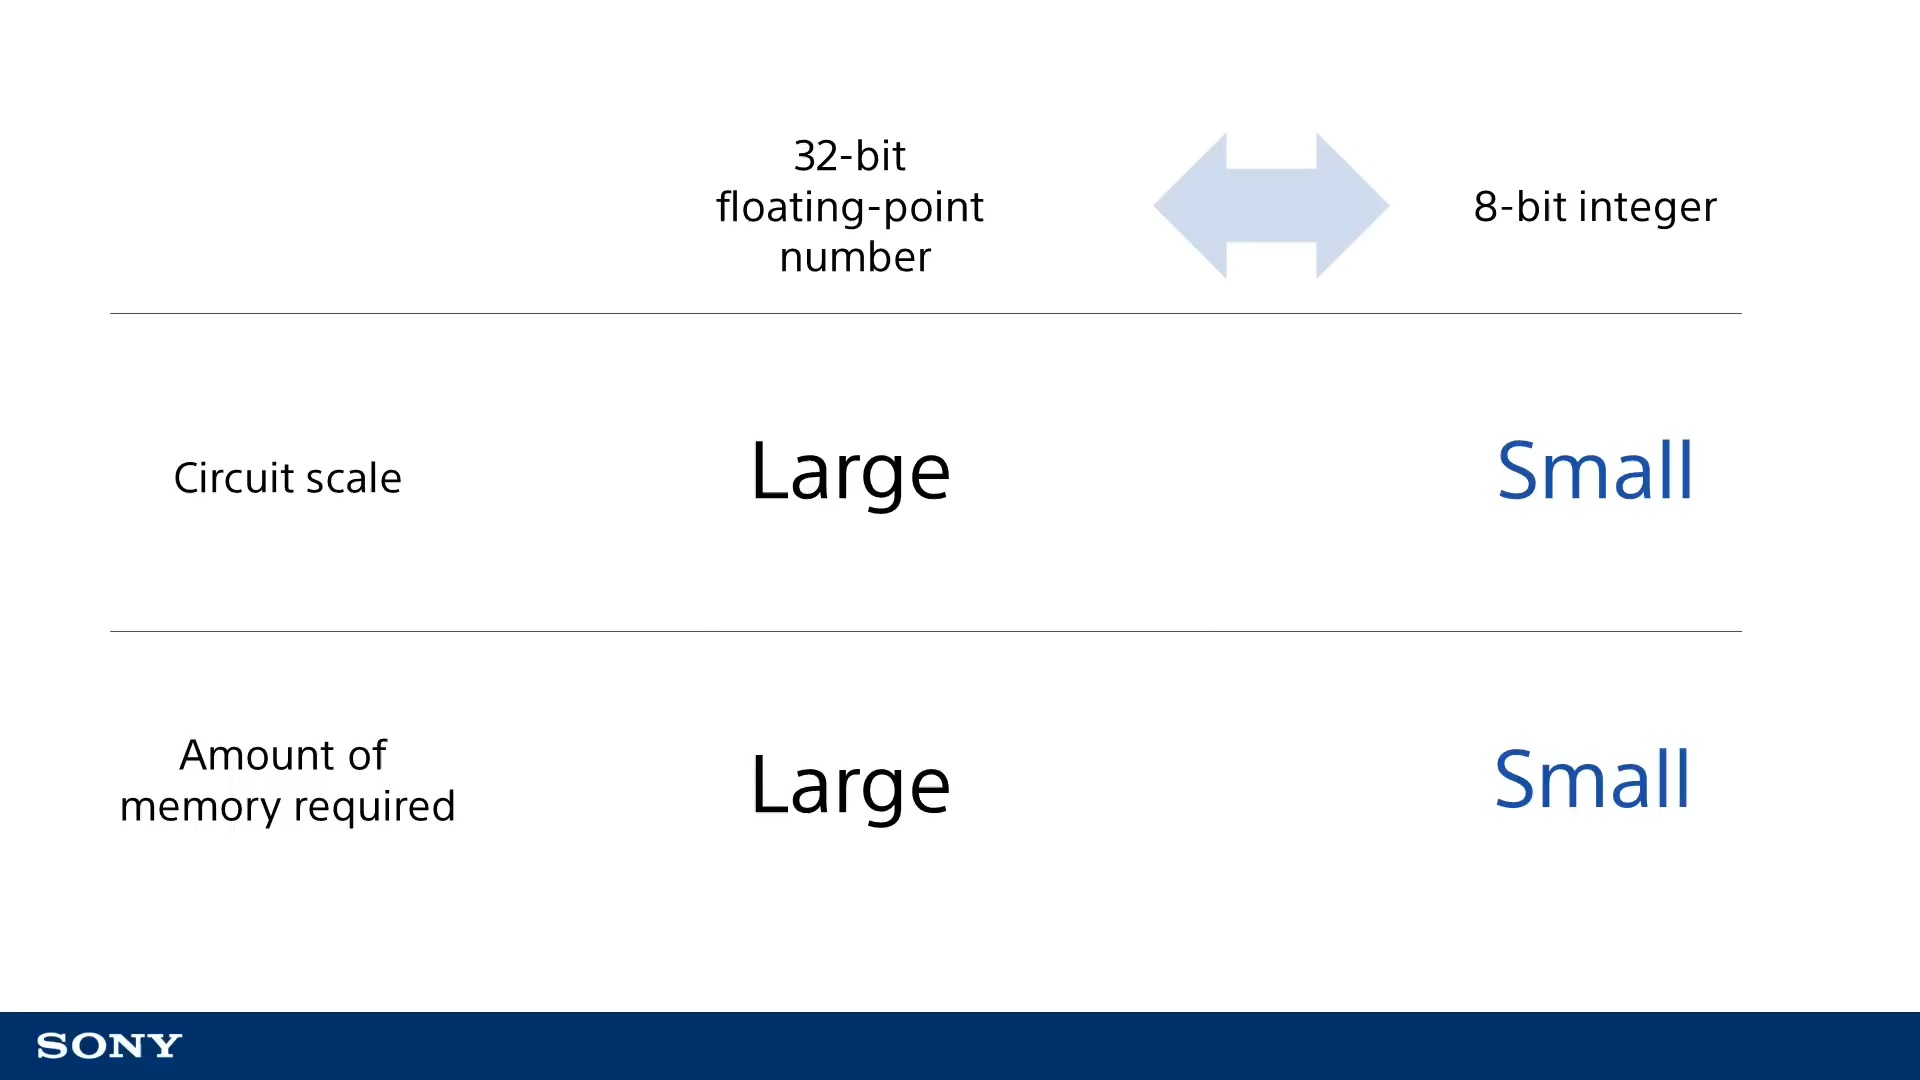 32-bit
floating-point
number
8-bit integer
Circuit scale
Large
Small
Amount of
memory required
Large
Small
SONY